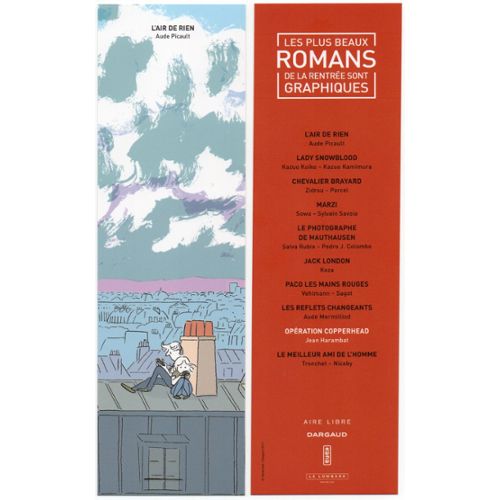 L'AIR DE RIEN
Aude Picault
LES PLUS BEAUX
ROMANS
DE LA RENTRÉE SONT
GRAPHIQUES
L'AIR DE RIEN
Aude Picault
LADY SNOWBLOOD
Kazuo Koike - Kazuo Kamimura
CHEVALIER BRAYARD
Zidrou - Porcel
MARZI
Sowa - Sylvain Savoia
LE PHOTOGRAPHE
DE MAUTHAUSEN
Salva Rubio - Pedro J. Colombo
JACK LONDON
Koza
PACO LES MAINS ROUGES
Vehlmann - Sagot
LES REFLETS CHANGEANTS
Aude Mermilliod
OPÉRATION COPPERHEAD
Jean Harambat
LE MEILLEUR AMI DE L'HOMME
Tronchet - Nicoby
AIRE LIBRE
DARGAUD
LE LOMBARD